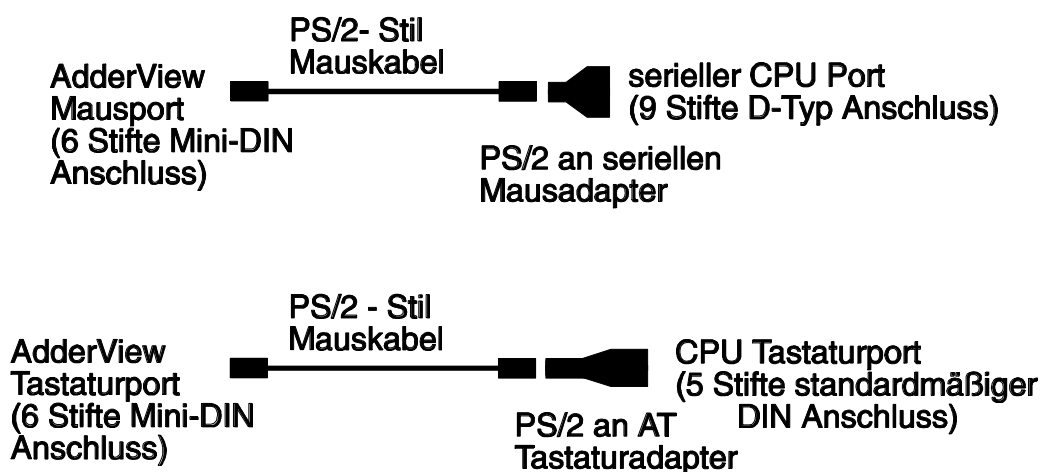 AdderView
Mausport
(6 Stifte Mini-DIN
Anschluss)
PS/2- Stil
Mauskabel
PS/2 an seriellen
Mausadapter
serieller CPU Port
(9 Stifte D-Typ Anschluss)
AdderView
Tastaturport
(6 Stifte Mini-DIN
Anschluss)
PS/2 - Stil
Mauskabel
PS/2 an AT
Tastaturadapter
CPU Tastaturport
(5 Stifte standardmäßiger
DIN Anschluss)